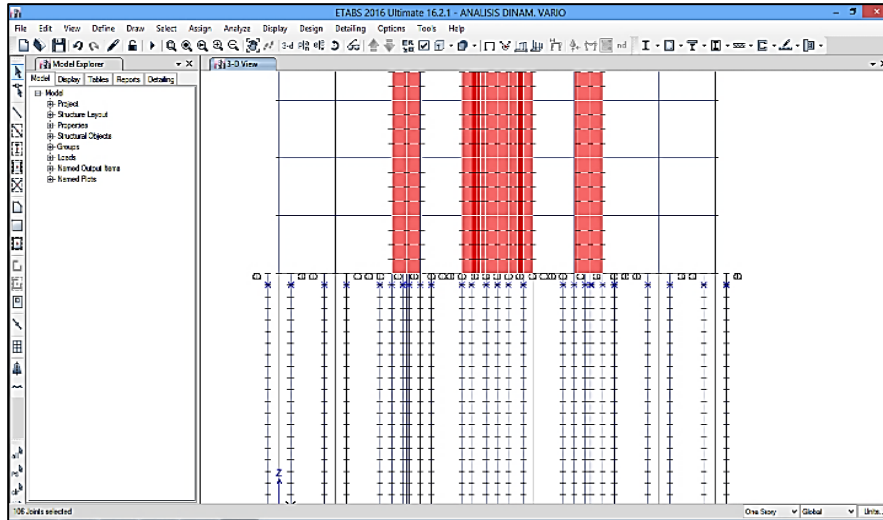 ETABS 2016 Ultimate 16.2.1 - ANALISIS DINAM. VARIO
File Edit View Define Draw Select Assign Analyze Display Design Detailing Options Tools Help
3-d
nd
Model Explorer
3-D View
Model Display Tables Reports Detailing
Model
Project
Structure Layout
Properties
Structural Objects
Groups
Loads
Named Output Items
Named Plots
Z
106 Joints selected
One Story Global Units...